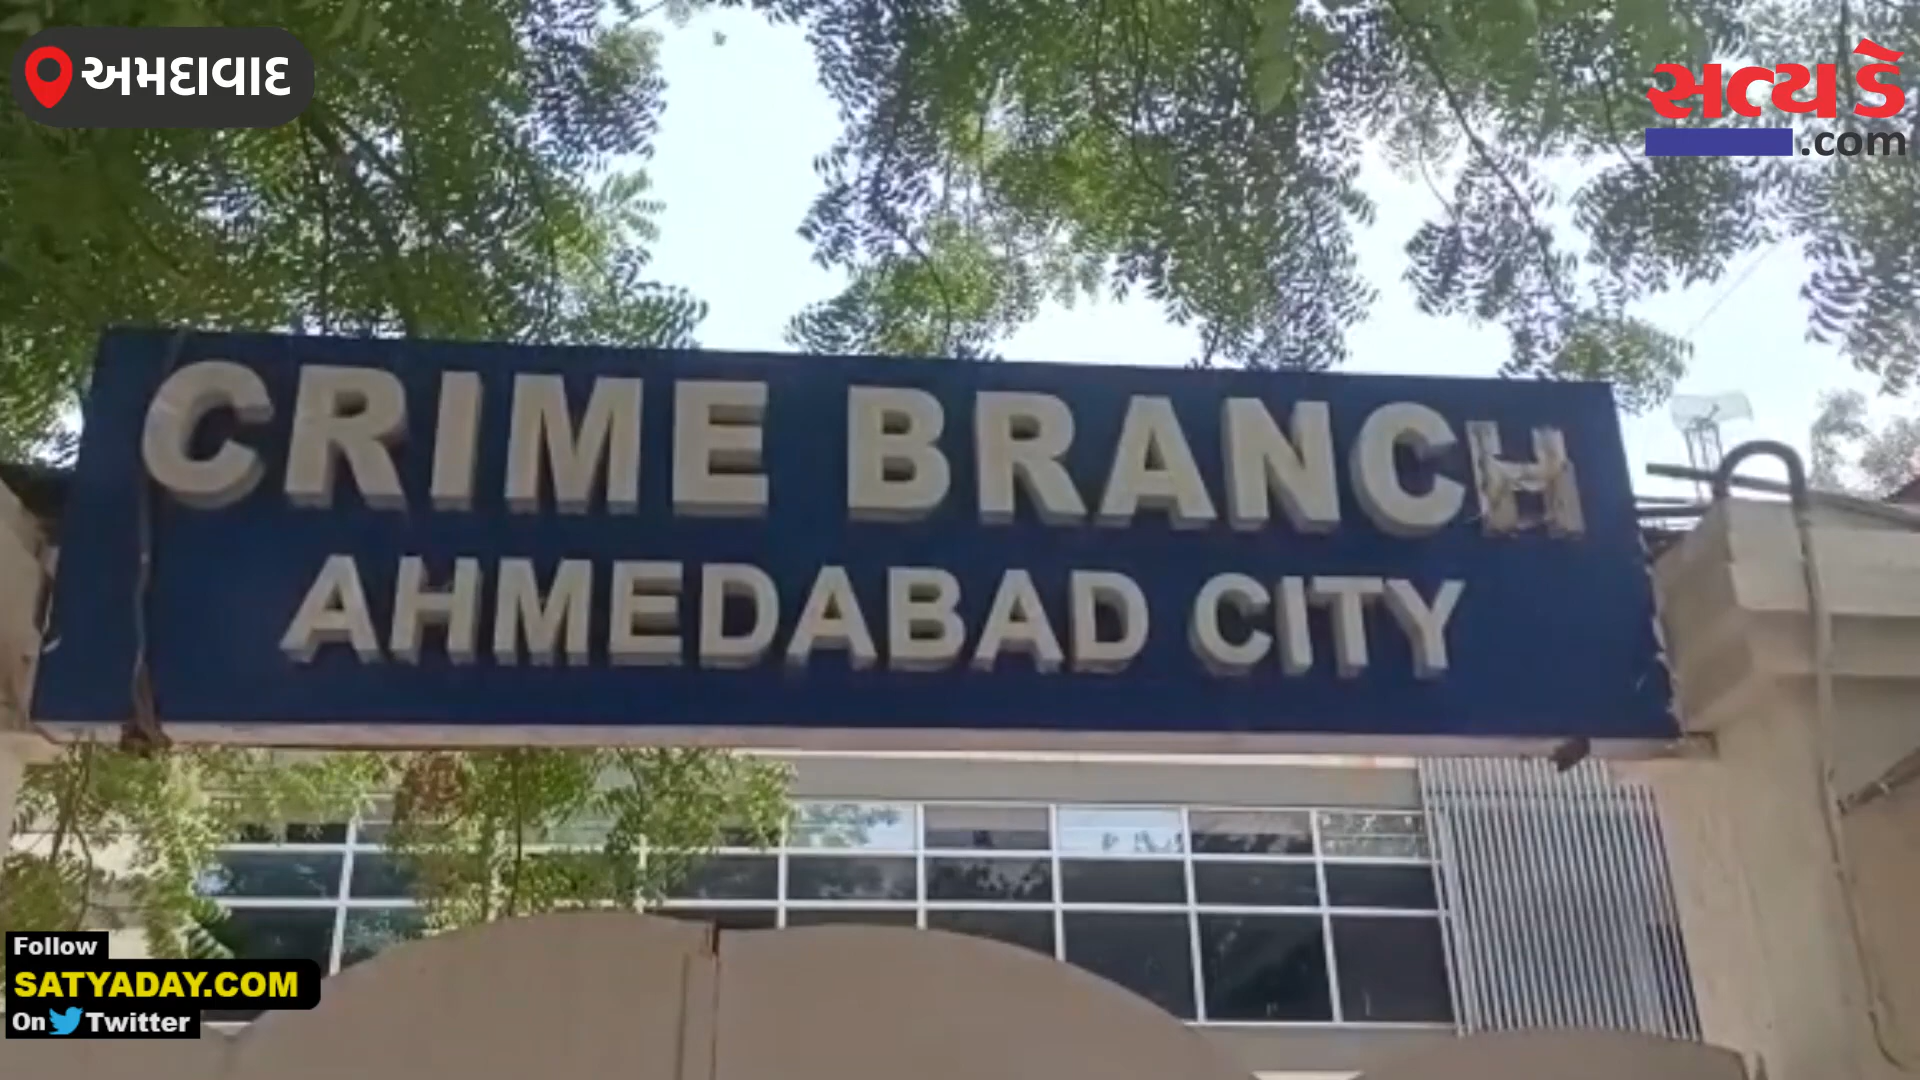 અમદાવાદ
સત્ય ડે
.com
CRIME BRANCH
AHMEDABAD CITY
Follow
SATYADAY.COM
On Twitter